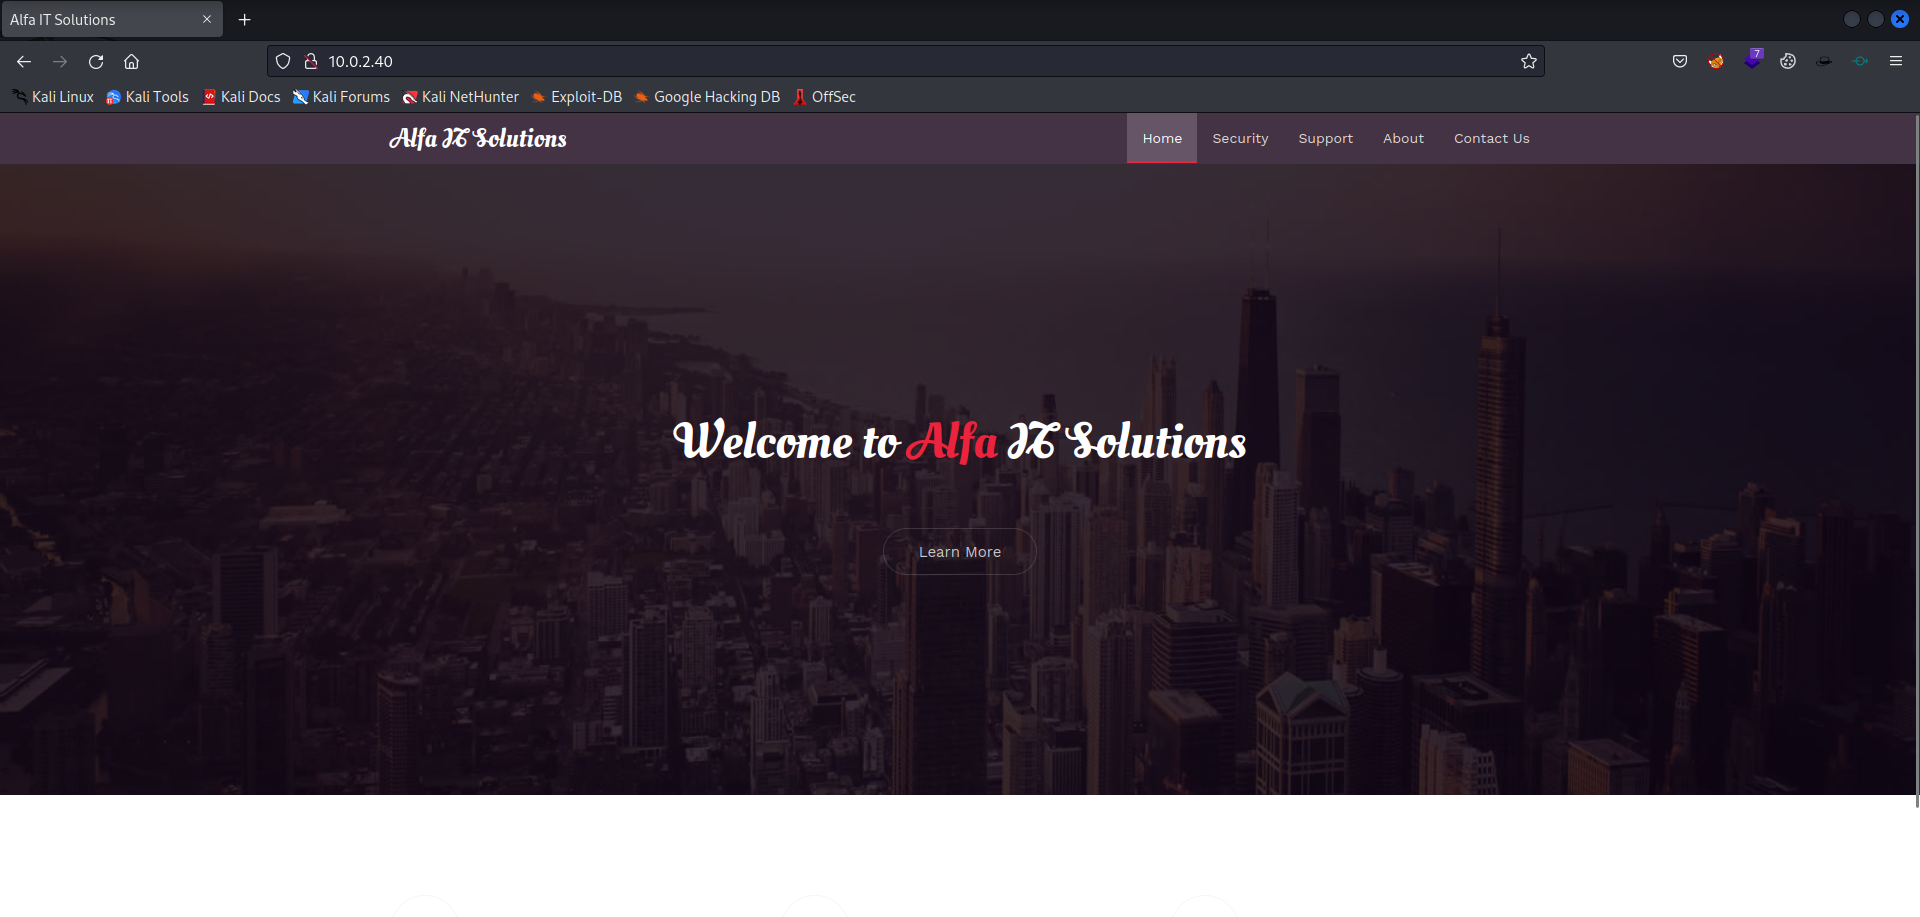 Alfa IT Solutions
10.0.2.40
7
Kali Linux Kali Tools Kali Docs Kali Forums Kali NetHunter Exploit-DB Google Hacking DB OffSec
Alfa IT Solutions Home Security Support About Contact Us
Welcome to Alfa IT Solutions
Learn More